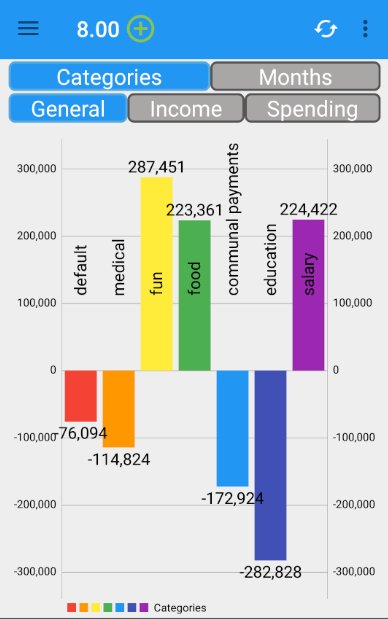 8.00
Categories Months
General Income Spending
300,000 287,451 communal payments 300,000
223,361 224,422
200,000 200,000
default medical fun food education salary
100,000 100,000
0 0
-76,094
-100,000 -100,000
-114,824
-172,924
-200,000 -200,000
-282,828
-300,000 -300,000
Categories